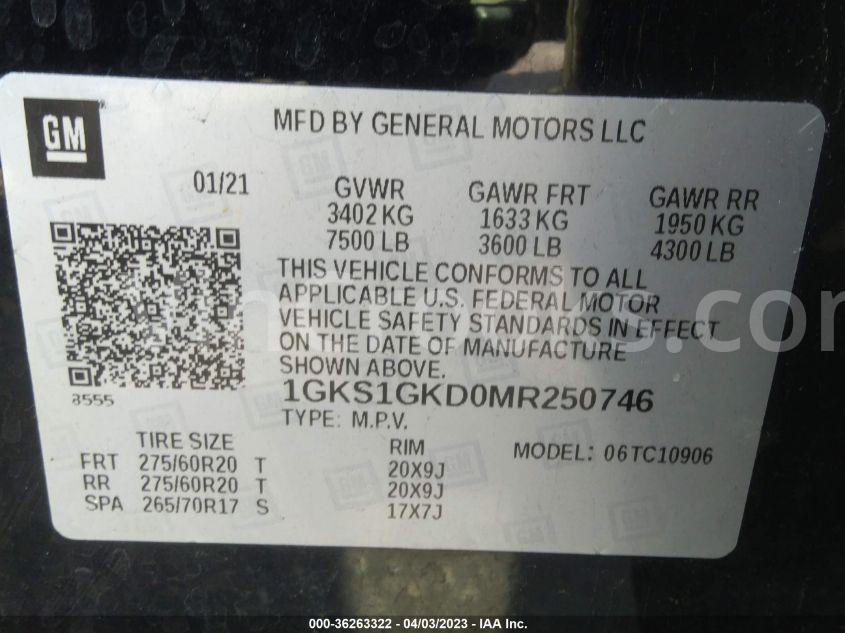 GM
MFD BY GENERAL MOTORS LLC
01/21
GVWR GAWR FRT GAWR RR
3402 KG 1633 KG 1950 KG
7500 LB 3600 LB 4300 LB
THIS VEHICLE CONFORMS TO ALL
APPLICABLE U.S. FEDERAL MOTOR
VEHICLE SAFETY STANDARDS IN EFFECT
ON THE DATE OF MANUFACTURE
SHOWN ABOVE.
8555
1GKS1GKD0MR250746
TYPE: M.P.V.
TIRE SIZE RIM MODEL: 06TC10906
FRT 275/60R20 T 20X9J
RR 275/60R20 T 20X9J
SPA 265/70R17 S 17X7J
000-36263322 - 04/03/2023 - IAA Inc.